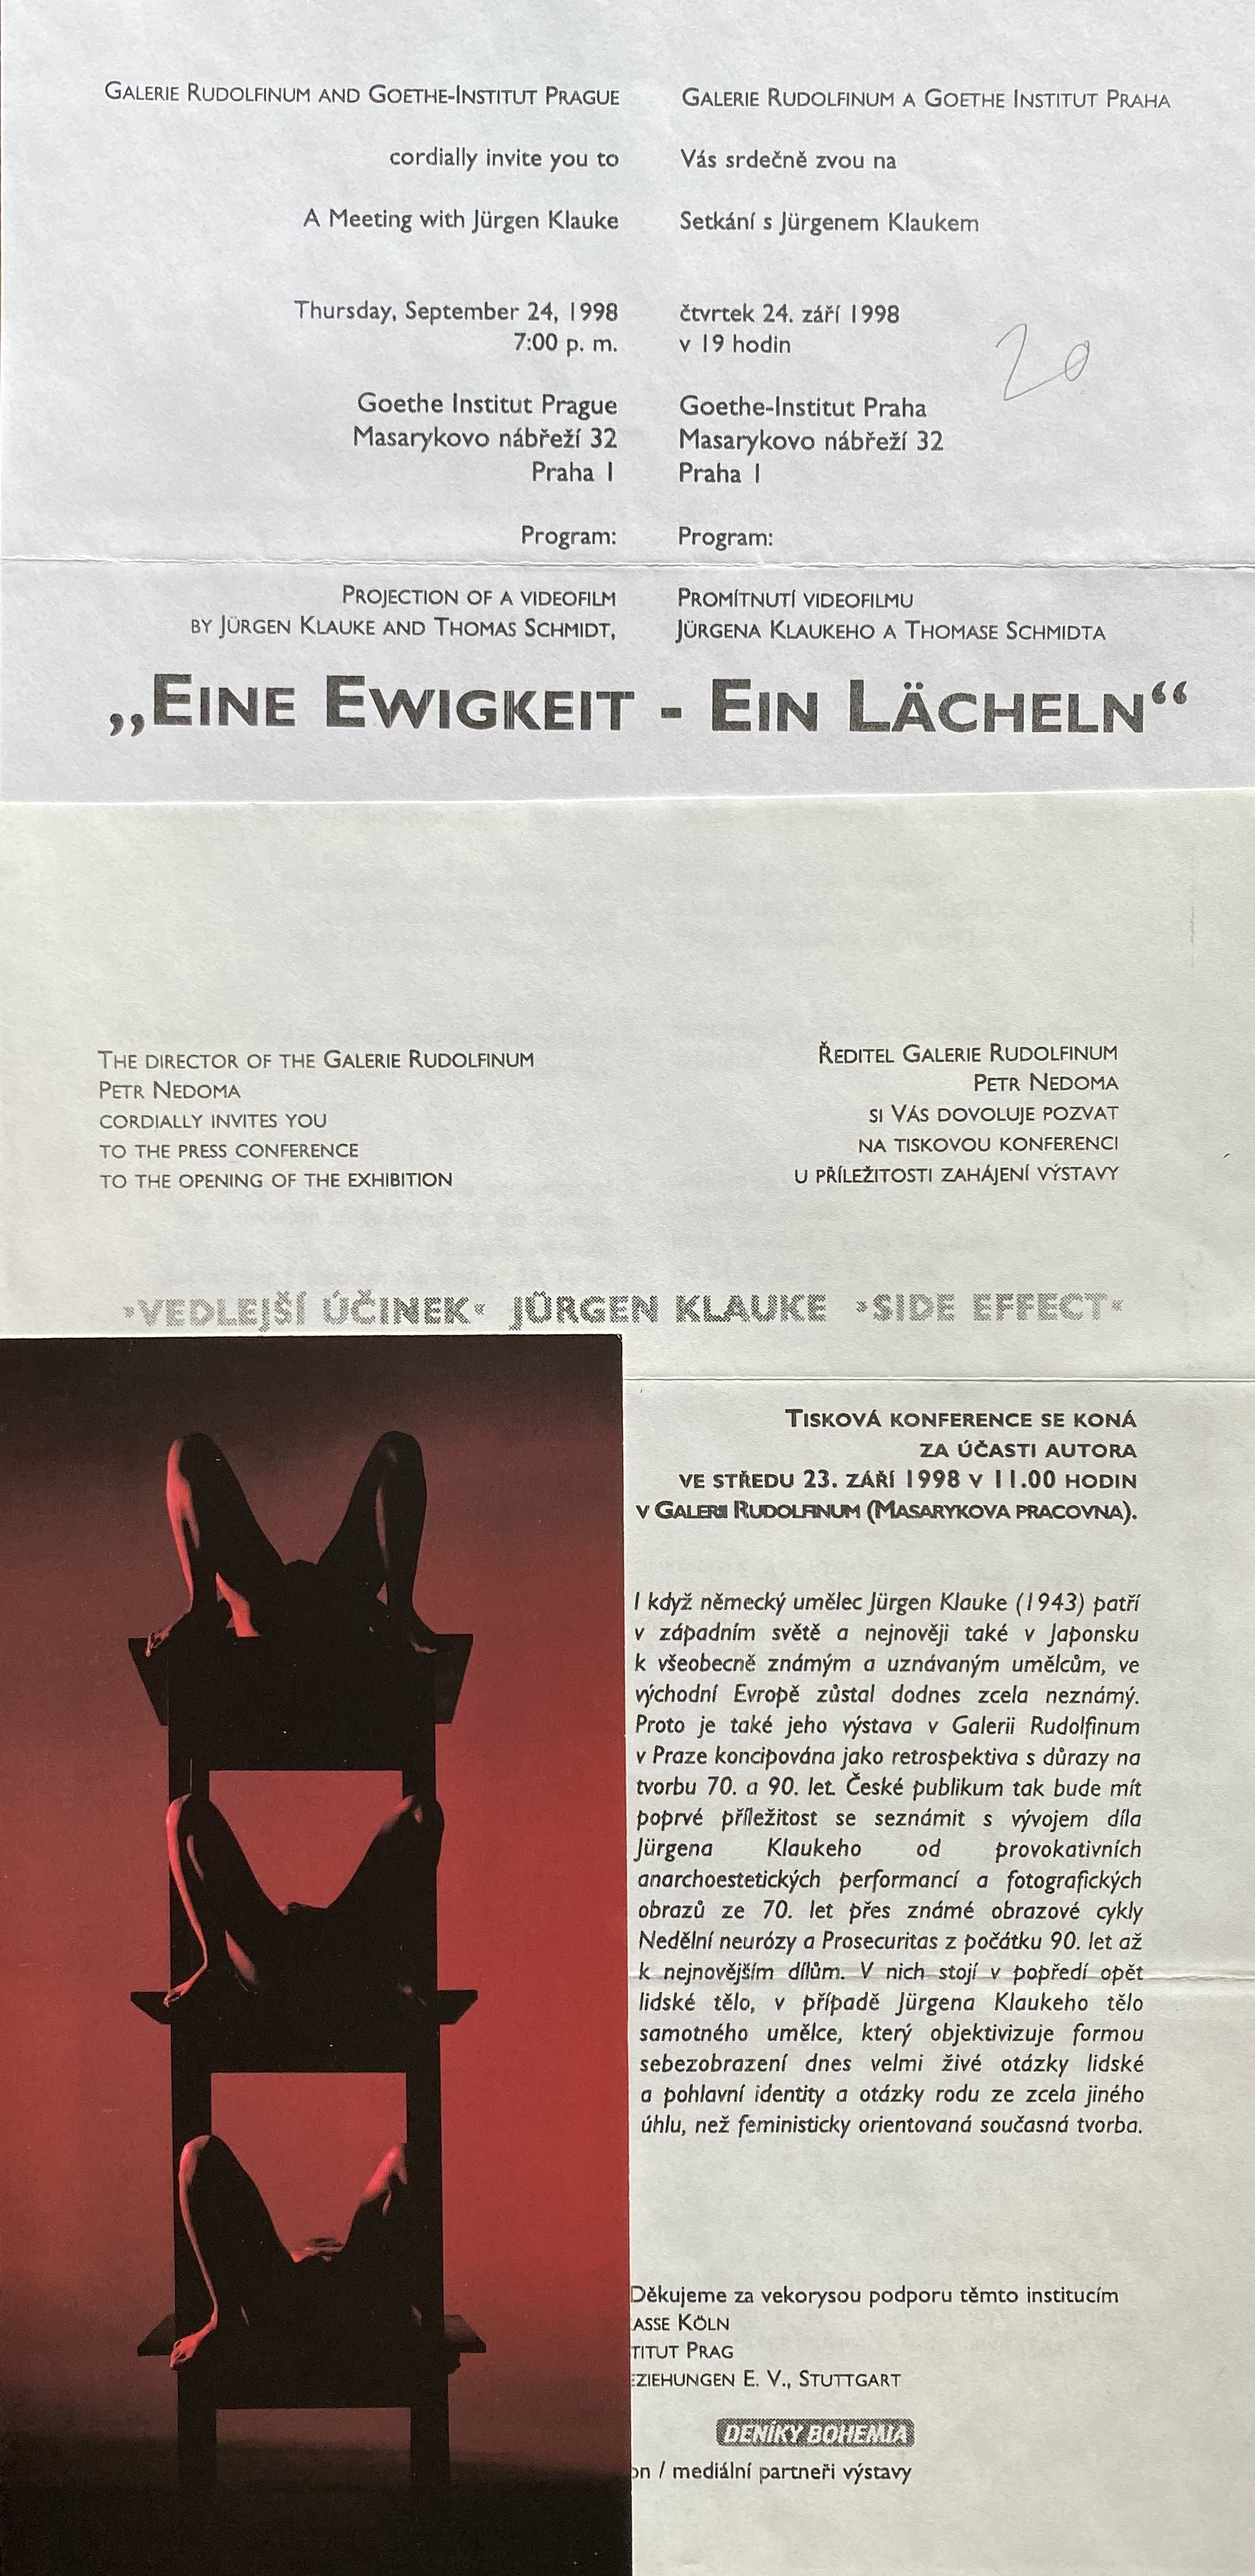 GALERIE RUDOLFINUM AND GOETHE-INSTITUT PRAGUE
cordially invite you to
A Meeting with Jürgen Klauke
Thursday, September 24, 1998
7:00 p. m.
Goethe Institut Prague
Masarykovo nábřeží 32
Praha 1
Program:
PROJECTION OF A VIDEOFILM
BY JÜRGEN KLAUKE AND THOMAS SCHMIDT,
GALERIE RUDOLFINUM A GOETHE INSTITUT PRAHA
Vás srdečně zvou na
Setkání s Jürgenem Klaukem
čtvrtek 24. září 1998
v 19 hodin
20
Goethe-Institut Praha
Masarykovo nábřeží 32
Praha 1
Program:
PROMÍTNUTÍ VIDEOFILMU
JÜRGENA KLAUKEHO A THOMASE SCHMIDTA
„EINE EWIGKEIT - EIN LÄCHELN“
THE DIRECTOR OF THE GALERIE RUDOLFINUM
PETR NEDOMA
CORDIALLY INVITES YOU
TO THE PRESS CONFERENCE
TO THE OPENING OF THE EXHIBITION
ŘEDITEL GALERIE RUDOLFINUM
PETR NEDOMA
SI VÁS DOVOLUJE POZVAT
NA TISKOVOU KONFERENCI
U PŘÍLEŽITOSTI ZAHÁJENÍ VÝSTAVY
»VEDLEJŠÍ ÚČINEK« JÜRGEN KLAUKE »SIDE EFFECT«
TISKOVÁ KONFERENCE SE KONÁ
ZA ÚČASTI AUTORA
VE STŘEDU 23. ZÁŘÍ 1998 V 11.00 HODIN
V GALERII RUDOLFINUM (MASARYKOVA PRACOVNA).
I když německý umělec Jürgen Klauke (1943) patří
v západním světě a nejnověji také v Japonsku
k všeobecně známým a uznávaným umělcům, ve
východní Evropě zůstal dodnes zcela neznámý.
Proto je také jeho výstava v Galerii Rudolfinum
v Praze koncipována jako retrospektiva s důrazy na
tvorbu 70. a 90. let. České publikum tak bude mít
poprvé příležitost se seznámit s vývojem díla
Jürgena Klaukeho od provokativních
anarchoestetických performancí a fotografických
obrazů ze 70. let přes známé obrazové cykly
Nedělní neurózy a Prosecuritas z počátku 90. let až
k nejnovějším dílům. V nich stojí v popředí opět
lidské tělo, v případě Jürgena Klaukeho tělo
samotného umělce, který objektivizuje formou
sebezobrazení dnes velmi živé otázky lidské
a pohlavní identity a otázky rodu ze zcela jiného
úhlu, než feministicky orientovaná současná tvorba.
Děkujeme za vekorysou podporu těmto institucím
ASSE KÖLN
TITUT PRAG
EZIEHUNGEN E. V., STUTTGART
DENÍKY BOHEMIA
on / mediální partneři výstavy